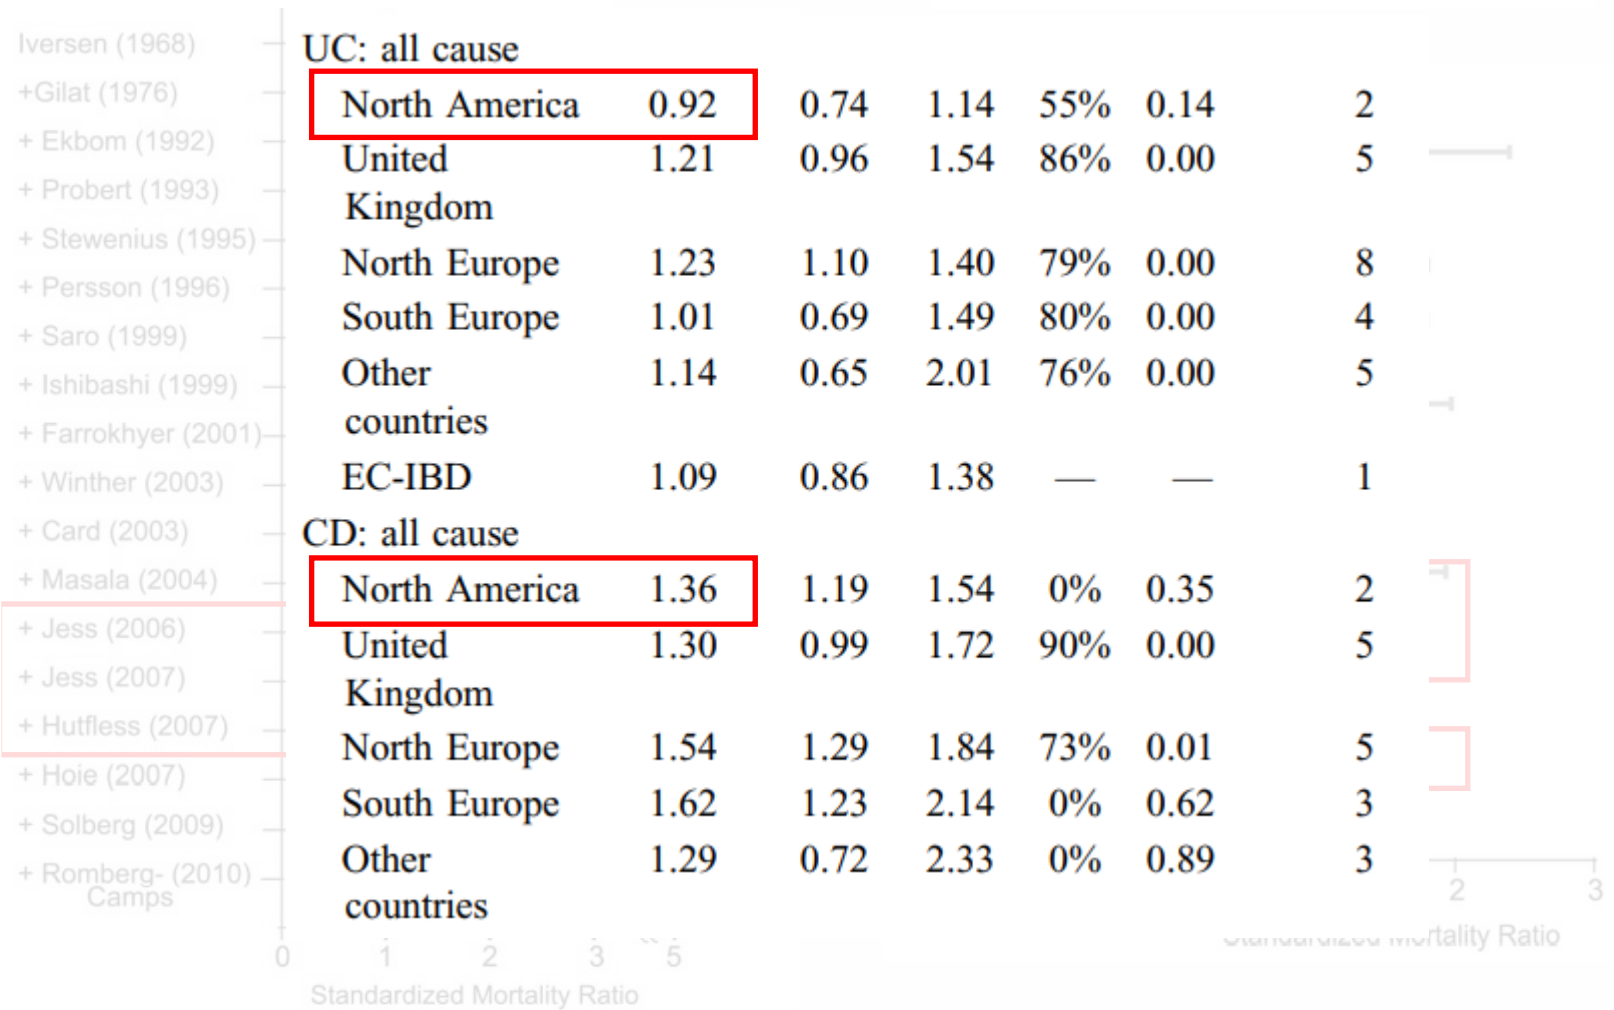 Iversen (1968)
+Gilat (1976)
+ Ekbom (1992)
+ Probert (1993)
+ Stewenius (1995)
+ Persson (1996)
+ Saro (1999)
+ Ishibashi (1999)
+ Farrokhyer (2001)
+ Winther (2003)
+ Card (2003)
+ Masala (2004)
+ Jess (2006)
+ Jess (2007)
+ Hutfless (2007)
+ Hoie (2007)
+ Solberg (2009)
+ Romberg- (2010)
Camps
UC: all cause
North America 0.92 0.74 1.14 55% 0.14 2
United 1.21 0.96 1.54 86% 0.00 5
Kingdom
North Europe 1.23 1.10 1.40 79% 0.00 8
South Europe 1.01 0.69 1.49 80% 0.00 4
Other 1.14 0.65 2.01 76% 0.00 5
countries
EC-IBD 1.09 0.86 1.38 — — 1
CD: all cause
North America 1.36 1.19 1.54 0% 0.35 2
United 1.30 0.99 1.72 90% 0.00 5
Kingdom
North Europe 1.54 1.29 1.84 73% 0.01 5
South Europe 1.62 1.23 2.14 0% 0.62 3
Other 1.29 0.72 2.33 0% 0.89 3
countries
0 1 2 3 5
Standardized Mortality Ratio
2 3
Standardized Mortality Ratio